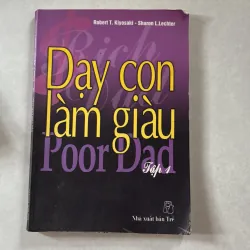 Robert T. Kiyosaki - Sharon L.Lechter
Rich
Dad
Dạy con
làm giàu
Poor Dad
Tập 1
Nhà xuất bản Trẻ